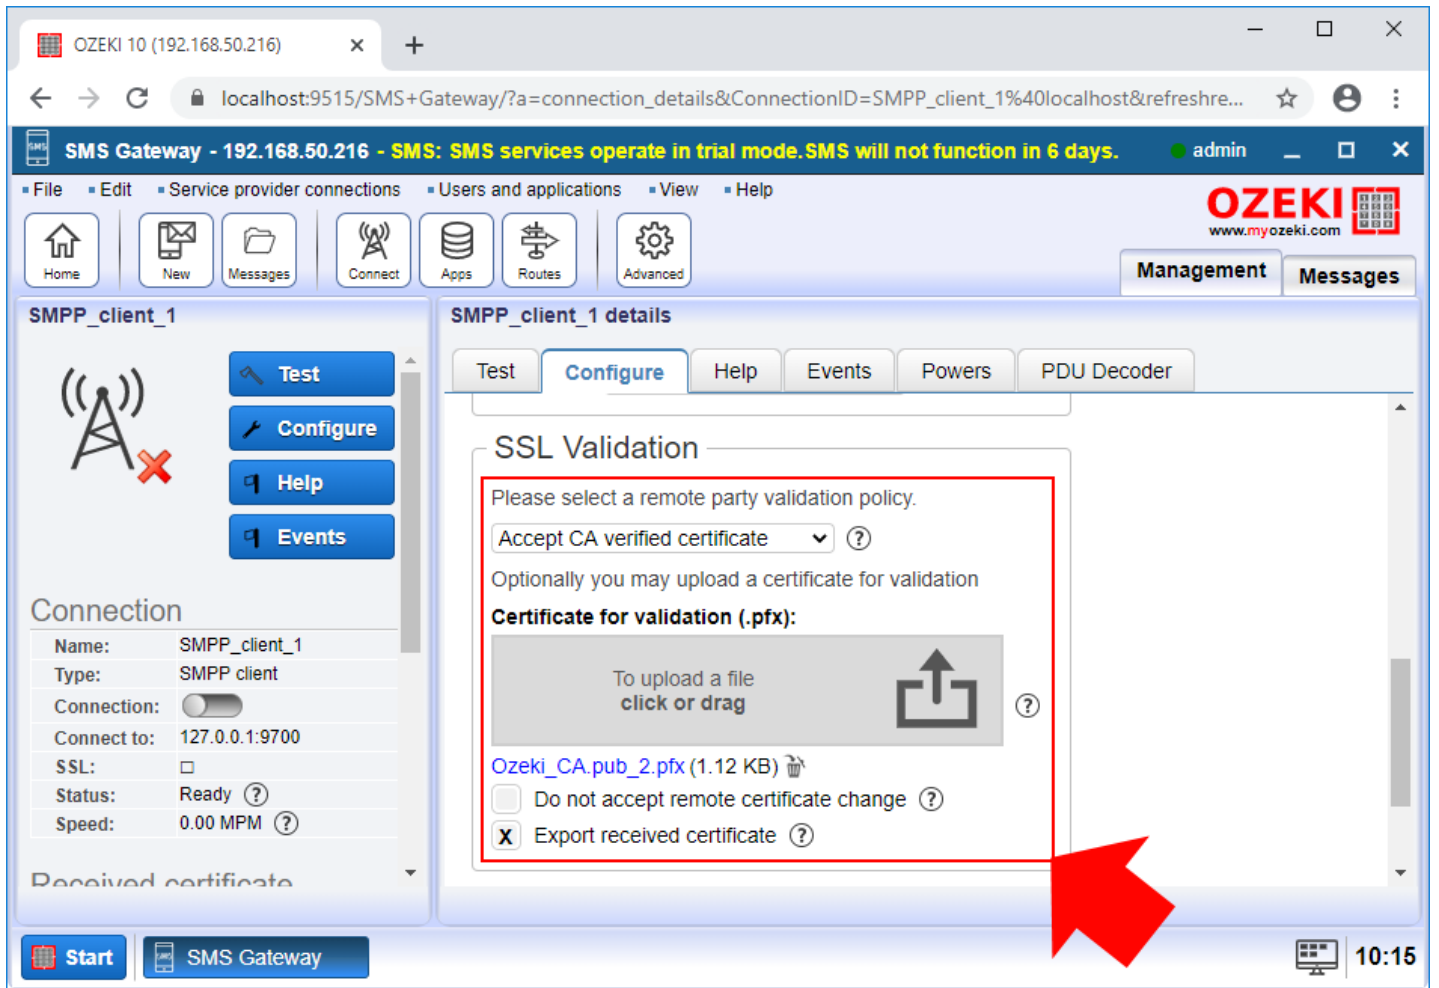 OZEKI 10 (192.168.50.216)
localhost:9515/SMS+Gateway/?a=connection_details&ConnectionID=SMPP_client_1%40localhost&refreshre...
SMS Gateway - 192.168.50.216 - SMS: SMS services operate in trial mode.SMS will not function in 6 days.
admin
File Edit Service provider connections Users and applications View Help
OZEKI
www.myozeki.com
Home New Messages Connect Apps Routes Advanced
Management Messages
SMPP_client_1
Test
Configure
Help
Events
Connection
Name: SMPP_client_1
Type: SMPP client
Connection:
Connect to: 127.0.0.1:9700
SSL:
Status: Ready ?
Speed: 0.00 MPM ?
Received certificate
SMPP_client_1 details
Test Configure Help Events Powers PDU Decoder
SSL Validation
Please select a remote party validation policy.
Accept CA verified certificate ?
Optionally you may upload a certificate for validation
Certificate for validation (.pfx):
To upload a file
click or drag
?
Ozeki_CA.pub_2.pfx (1.12 KB)
Do not accept remote certificate change ?
X Export received certificate ?
Start SMS Gateway 10:15